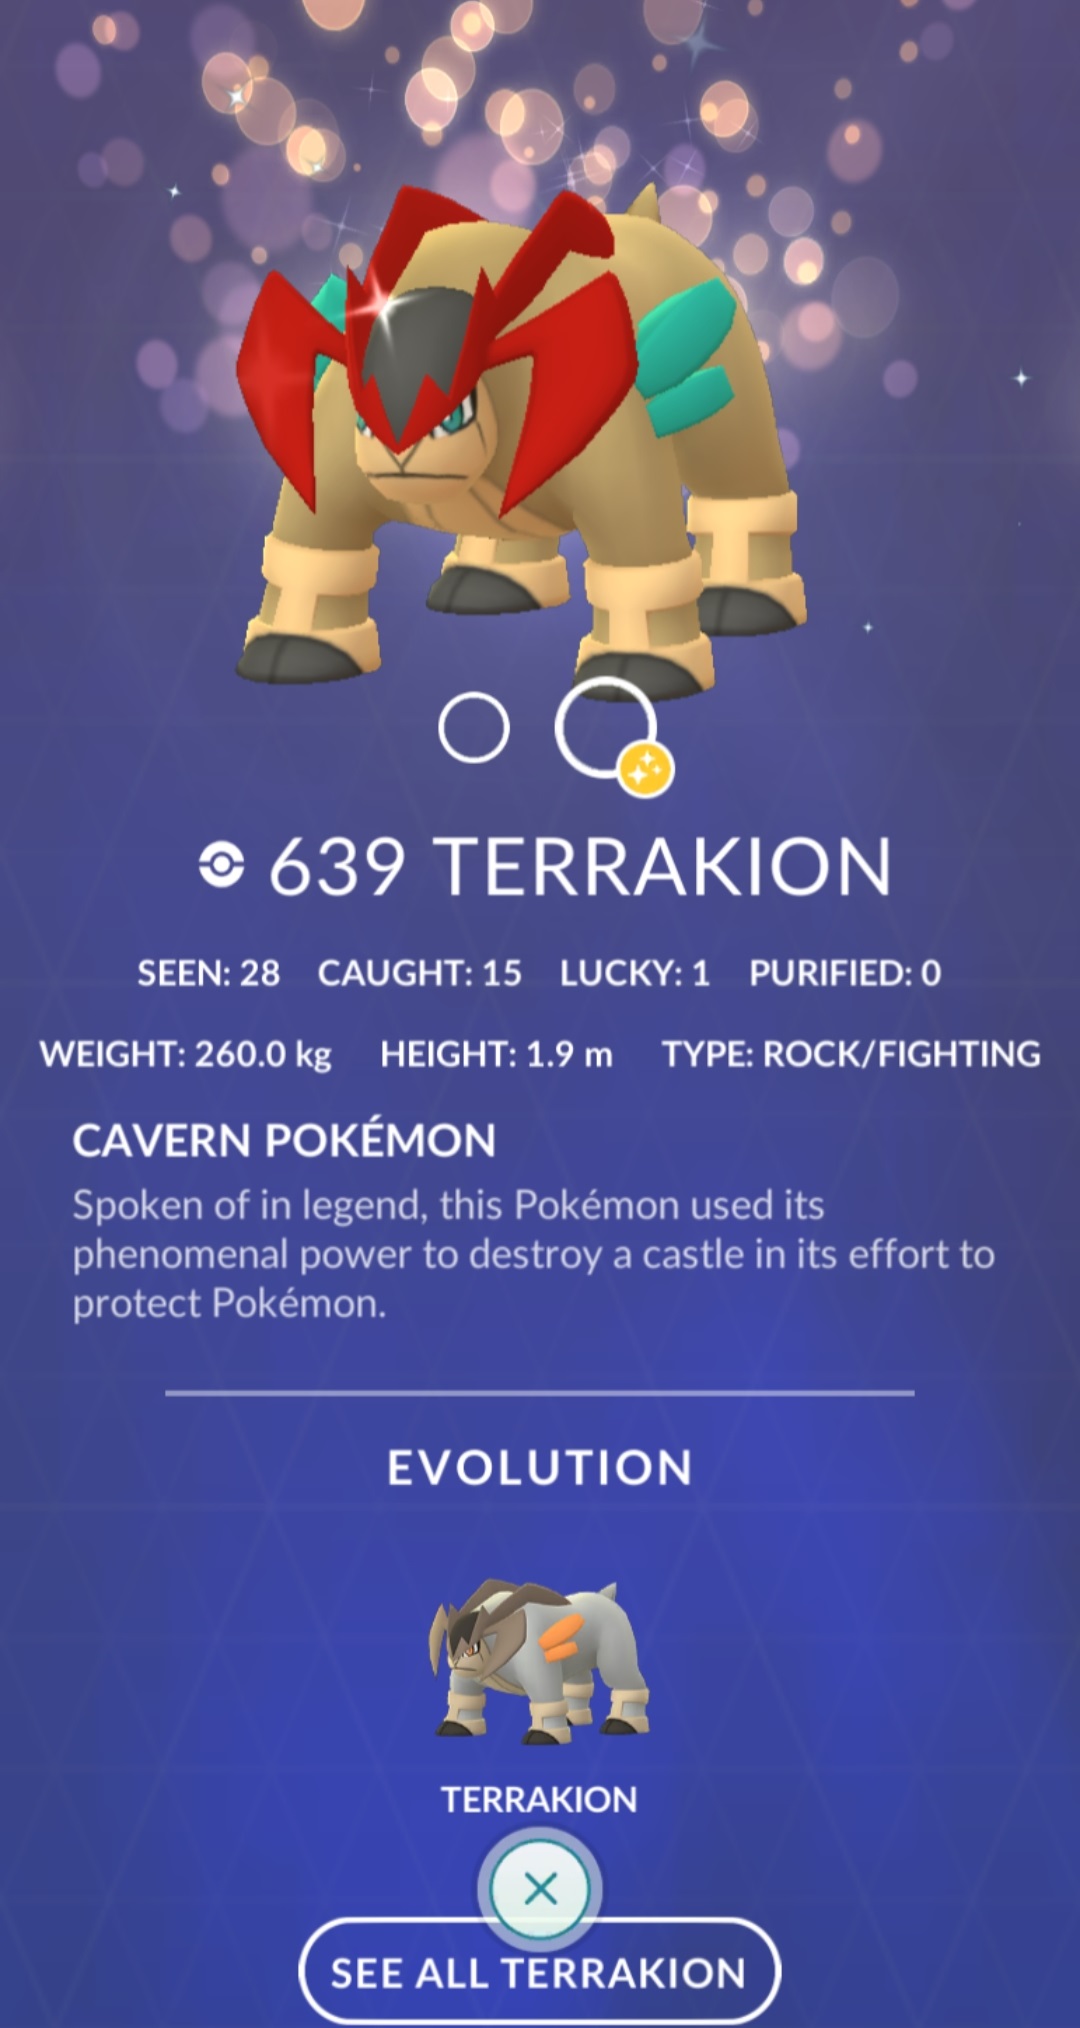 639 TERRAKION
SEEN: 28 CAUGHT: 15 LUCKY: 1 PURIFIED: 0
WEIGHT: 260.0 kg HEIGHT: 1.9 m TYPE: ROCK/FIGHTING
CAVERN POKÉMON
Spoken of in legend, this Pokémon used its
phenomenal power to destroy a castle in its effort to
protect Pokémon.
EVOLUTION
TERRAKION
SEE ALL TERRAKION